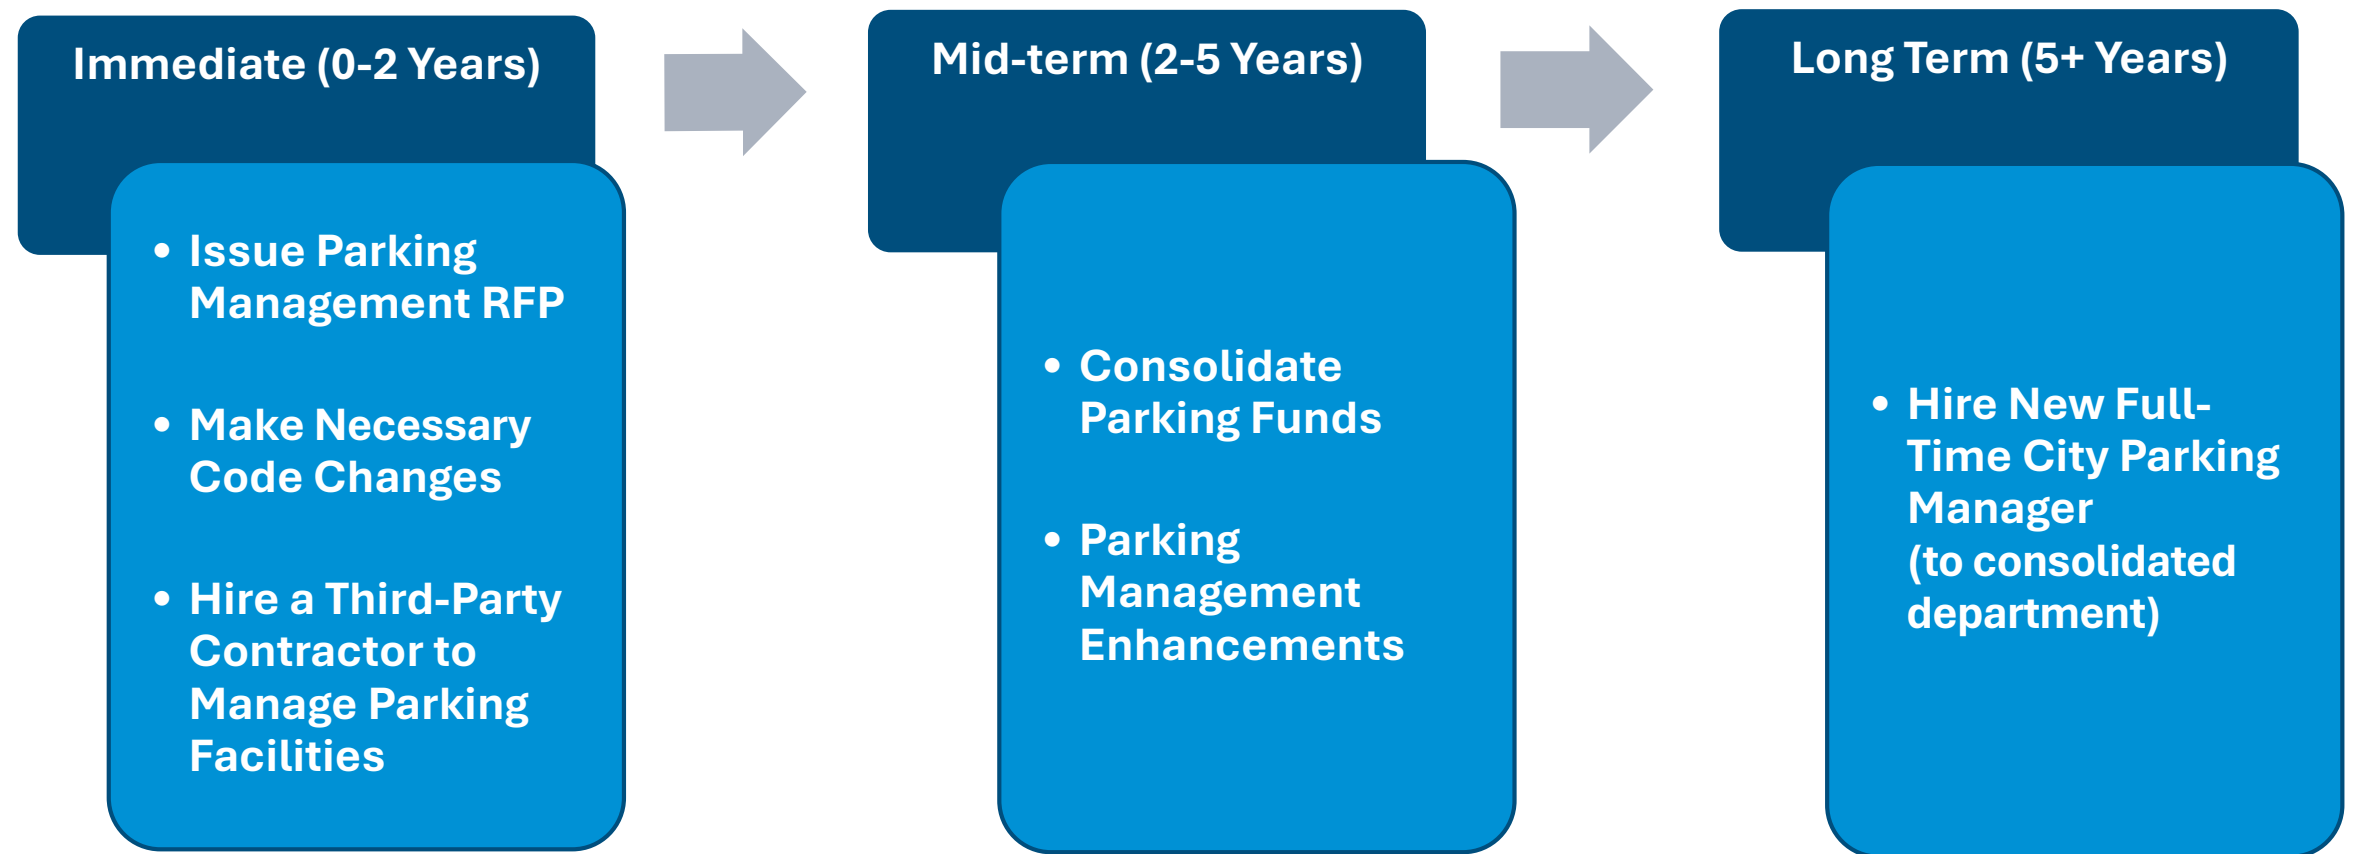 Immediate (0-2 Years)
• Issue Parking
Management RFP
• Make Necessary
Code Changes
• Hire a Third-Party
Contractor to
Manage Parking
Facilities
Mid-term (2-5 Years)
• Consolidate
Parking Funds
• Parking
Management
Enhancements
Long Term (5+ Years)
• Hire New Full-
Time City Parking
Manager
(to consolidated
department)